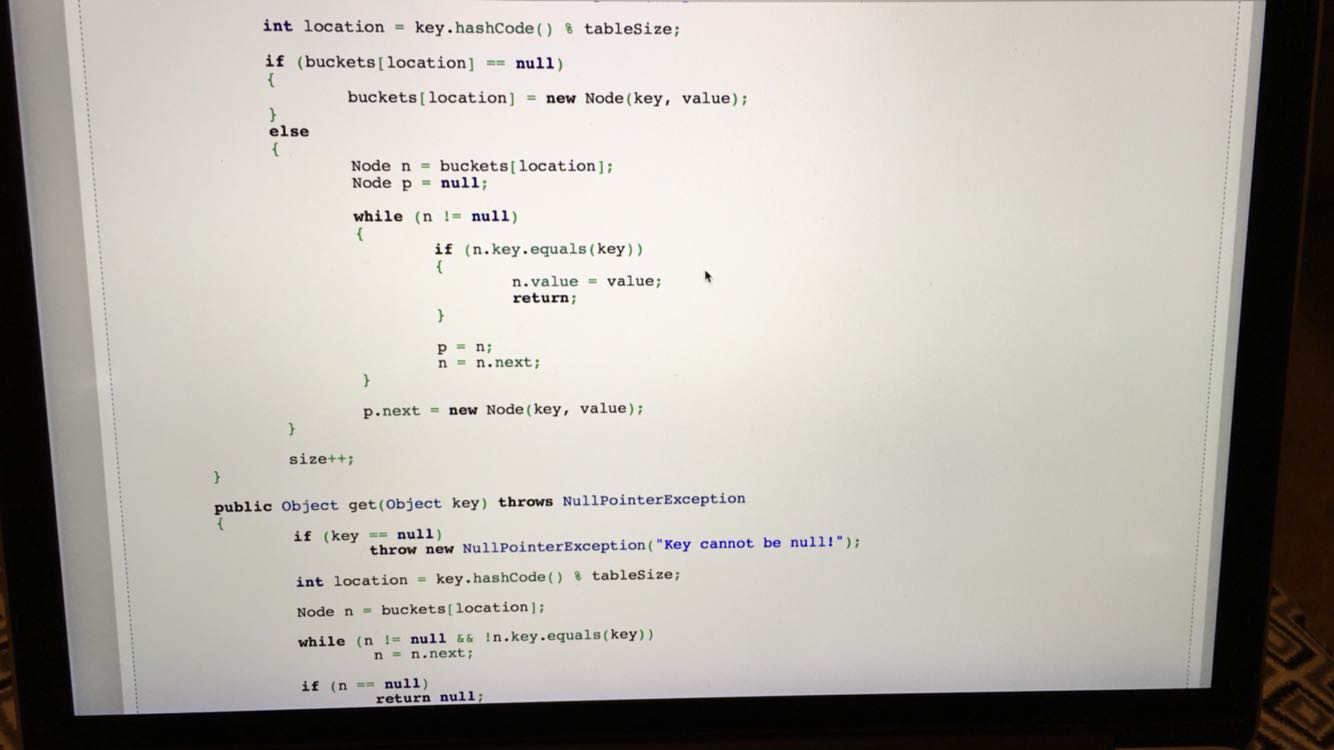 int location = key.hashCode() % tableSize;
if (buckets[location] == null)
{
buckets[location] = new Node(key, value);
}
else
{
Node n = buckets[location];
Node p = null;
while (n != null)
{
if (n.key.equals(key))
{
n.value = value;
return;
}
p = n;
n = n.next;
}
p.next = new Node(key, value);
}
size++;
}
public Object get(Object key) throws NullPointerException
{
if (key == null)
throw new NullPointerException("Key cannot be null!");
int location = key.hashCode() % tableSize;
Node n = buckets[location];
while (n != null && !n.key.equals(key))
n = n.next;
if (n == null)
return null;